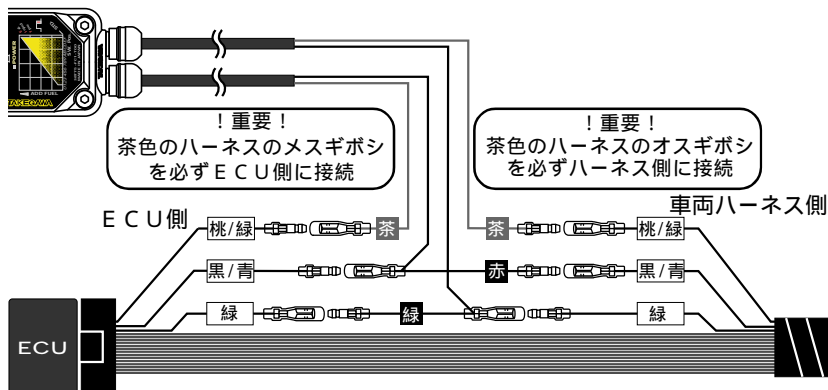 POWER
ADD FUEL
TAKEGAWA
!重要!
茶色のハーネスのメスギボシ
を必ずECU側に接続
!重要!
茶色のハーネスのオスギボシ
を必ずハーネス側に接続
ECU側
車両ハーネス側
桃/緑
茶
茶
桃/緑
黒/青
赤
黒/青
緑
緑
緑
ECU